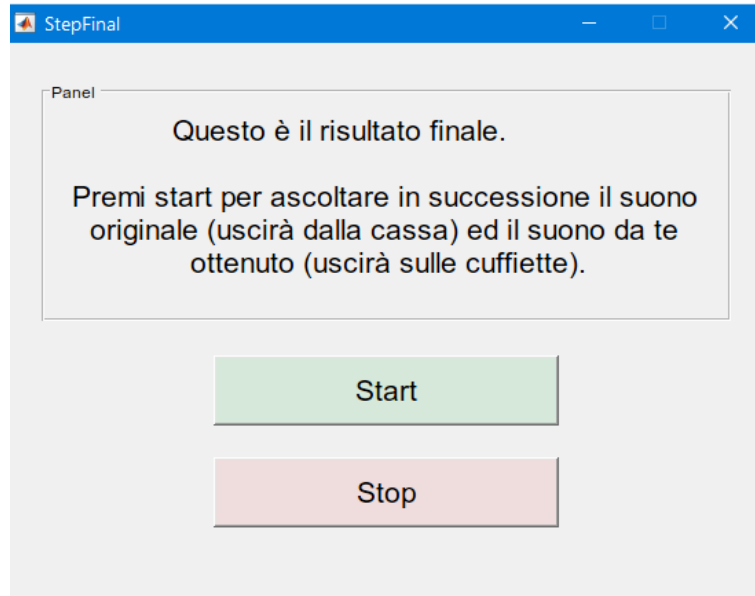 StepFinal
Panel
Questo è il risultato finale.
Premi start per ascoltare in successione il suono
originale (uscirà dalla cassa) ed il suono da te
ottenuto (uscirà sulle cuffiette).
Start
Stop